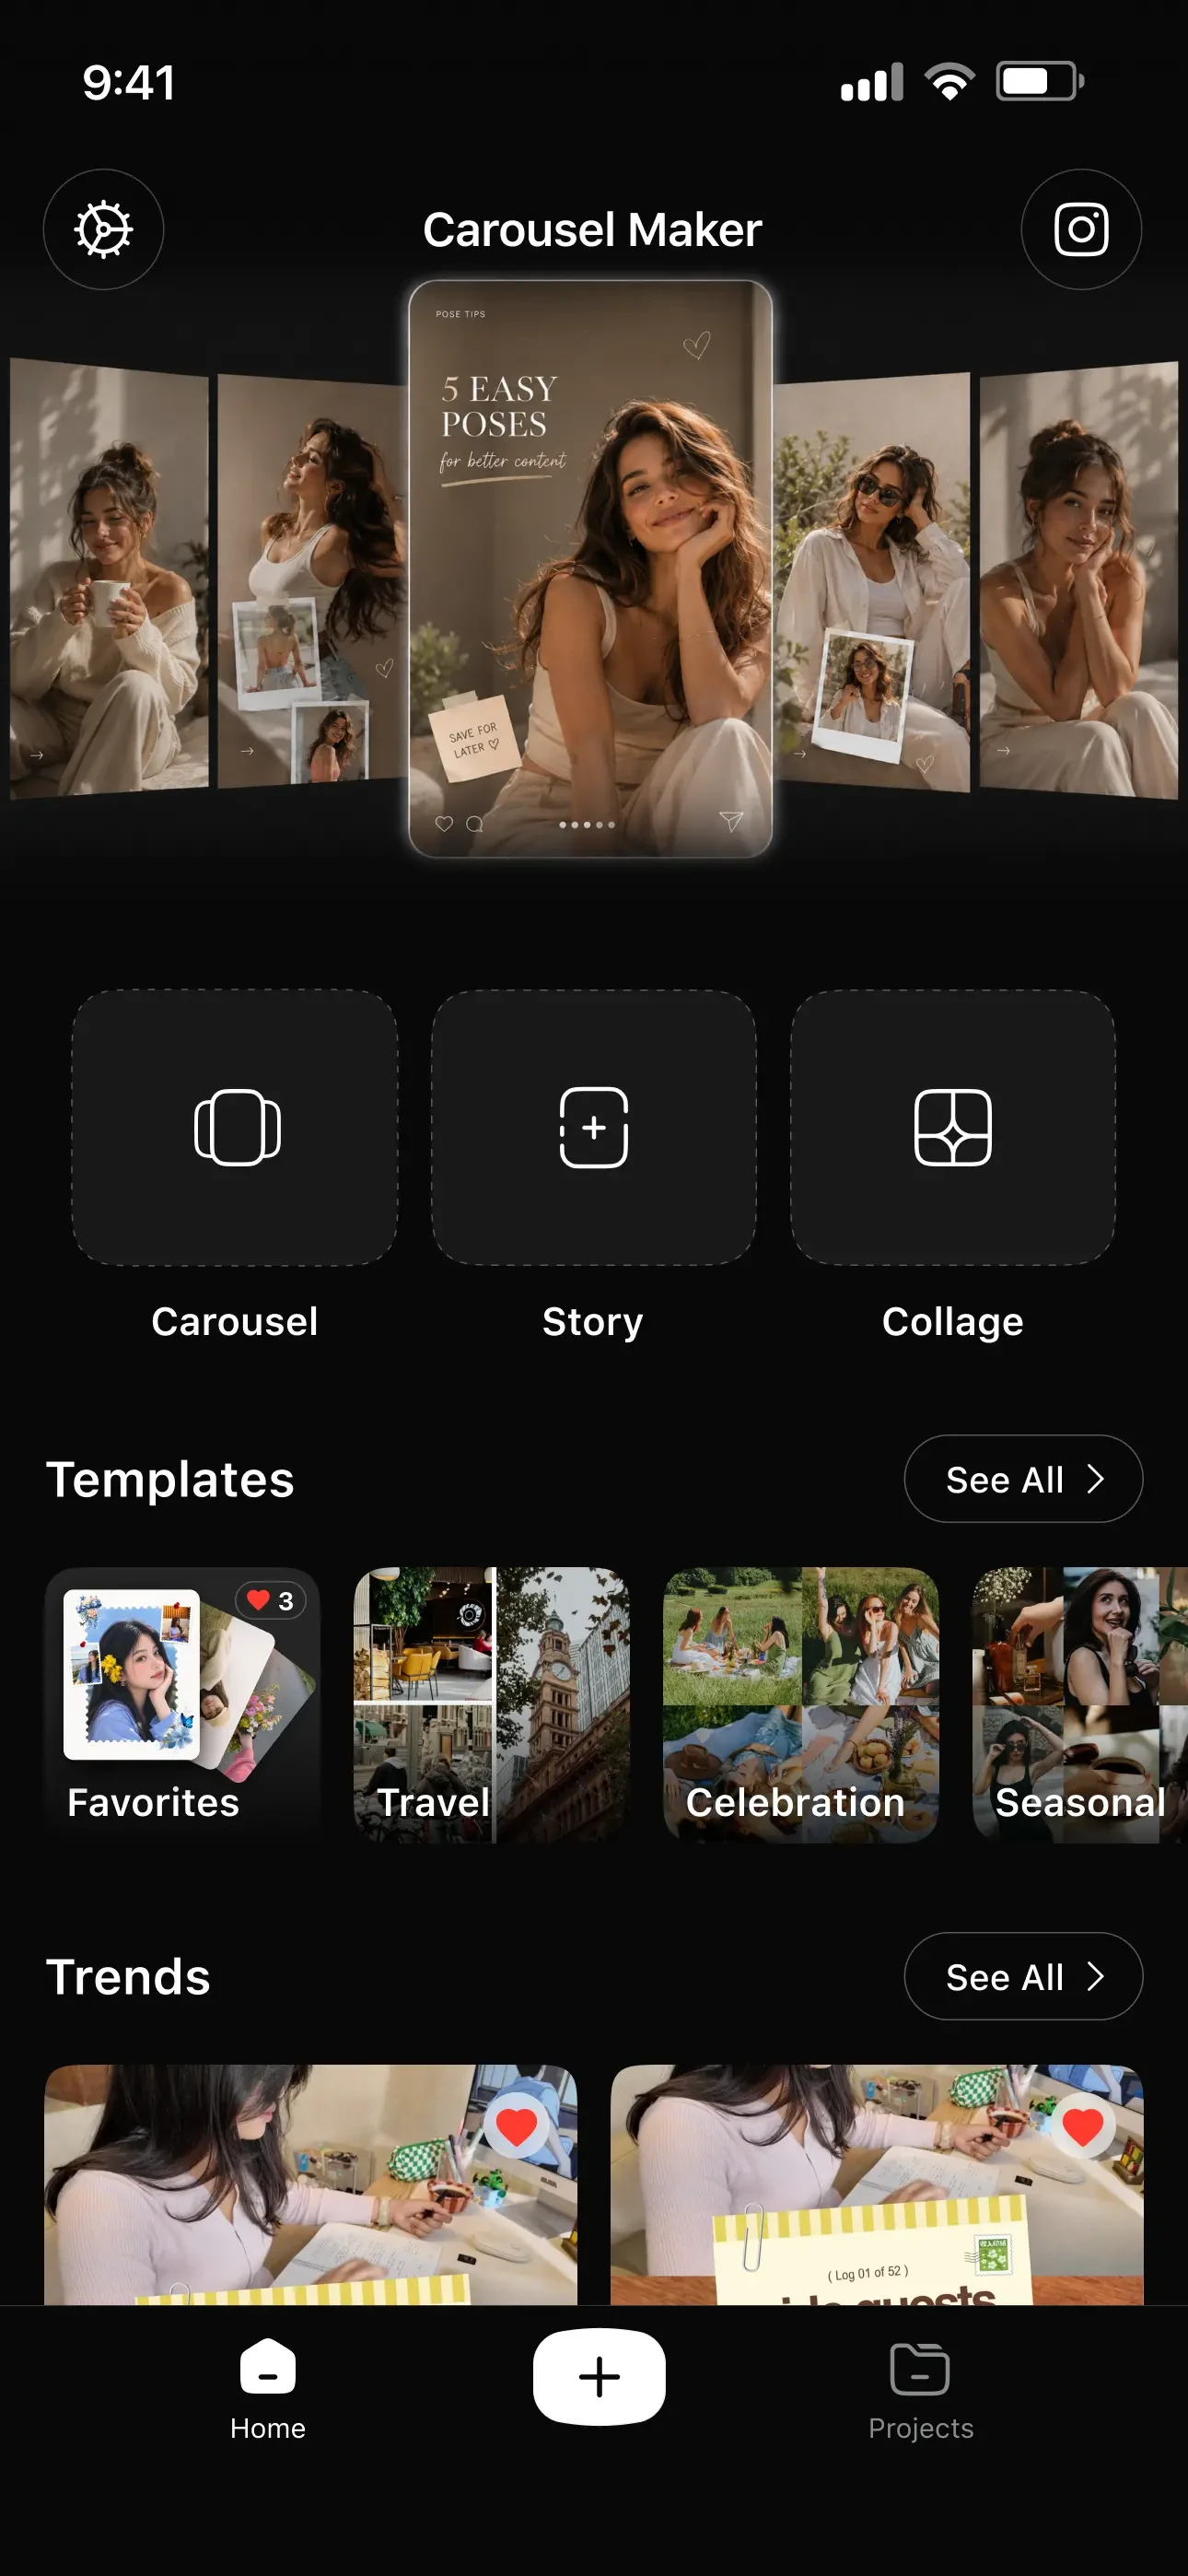 9:41
Carousel Maker
POSE TIPS
5 EASY
POSES
for better content
SAVE FOR
LATER ♡
Carousel
Story
Collage
Templates
See All
3
Favorites
Travel
Celebration
Seasonal
Trends
See All
( Log 01 of 52 )
Home
Projects